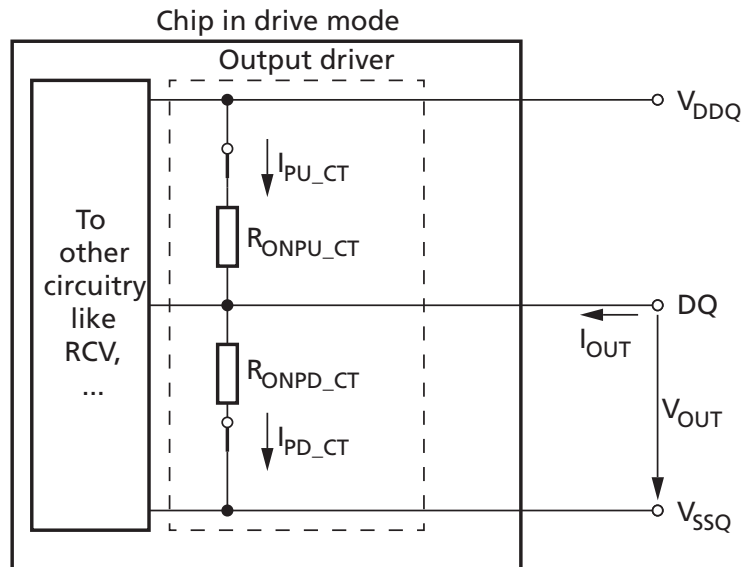 Chip in drive mode
Output driver
V_DDQ
I_PU_CT
To
other
circuitry
like
RCV,
...
R_ONPU_CT
DQ
I_OUT
R_ONPD_CT
V_OUT
I_PD_CT
V_SSQ